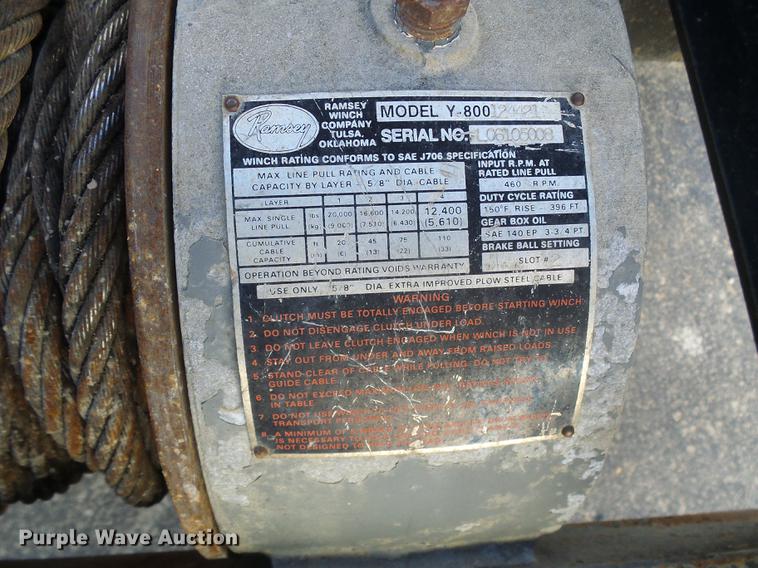 Ramsey
RAMSEY
WINCH
COMPANY
TULSA,
OKLAHOMA
MODEL Y-800
SERIAL NO.
WINCH RATING CONFORMS TO SAE J706 SPECIFICATION
MAX. LINE PULL RATING AND CABLE
CAPACITY BY LAYER - 5/8" DIA. CABLE
LAYER 1 2 3 4
MAX. SINGLE LINE PULL lbs 20,000 16,600 14,200 12,400
(kg) (6,430) (5,610)
CUMULATIVE CABLE CAPACITY ft 20 45 75 110
(m) (6) (13) (22) (33)
OPERATION BEYOND RATING VOIDS WARRANTY
INPUT R.P.M. AT
RATED LINE PULL
460 R.P.M.
DUTY CYCLE RATING
150°F. RISE - 396 FT.
GEAR BOX OIL
SAE 140 EP 3-3/4 PT.
BRAKE BALL SETTING
SLOT #
USE ONLY 5/8" DIA. EXTRA IMPROVED PLOW STEEL CABLE
WARNING
1. CLUTCH MUST BE TOTALLY ENGAGED BEFORE STARTING WINCH
2. DO NOT DISENGAGE CLUTCH UNDER LOAD.
3. DO NOT LEAVE CLUTCH ENGAGED WHEN WINCH IS NOT IN USE.
4. STAY OUT FROM UNDER AND AWAY FROM RAISED LOADS.
5. STAND CLEAR OF CABLE WHILE PULLING. DO NOT TRY TO
GUIDE CABLE.
6. DO NOT EXCEED
IN TABLE.
7. DO NOT USE
TRANSPORT
8. A MINIMUM OF 5
IS NECESSARY TO
NOT DESIGNED TO
Purple Wave Auction